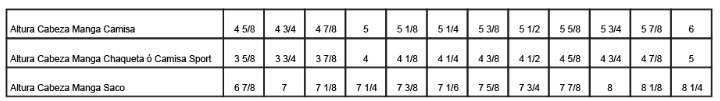 Altura Cabeza Manga Camisa 4 5/8 4 3/4 4 7/8 5 5 1/8 5 1/4 5 3/8 5 1/2 5 5/8 5 3/4 5 7/8 6
Altura Cabeza Manga Chaqueta ó Camisa Sport 3 5/8 3 3/4 3 7/8 4 4 1/8 4 1/4 4 3/8 4 1/2 4 5/8 4 3/4 4 7/8 5
Altura Cabeza Manga Saco 6 7/8 7 7 1/8 7 1/4 7 3/8 7 1/6 7 5/8 7 3/4 7 7/8 8 8 1/8 8 1/4